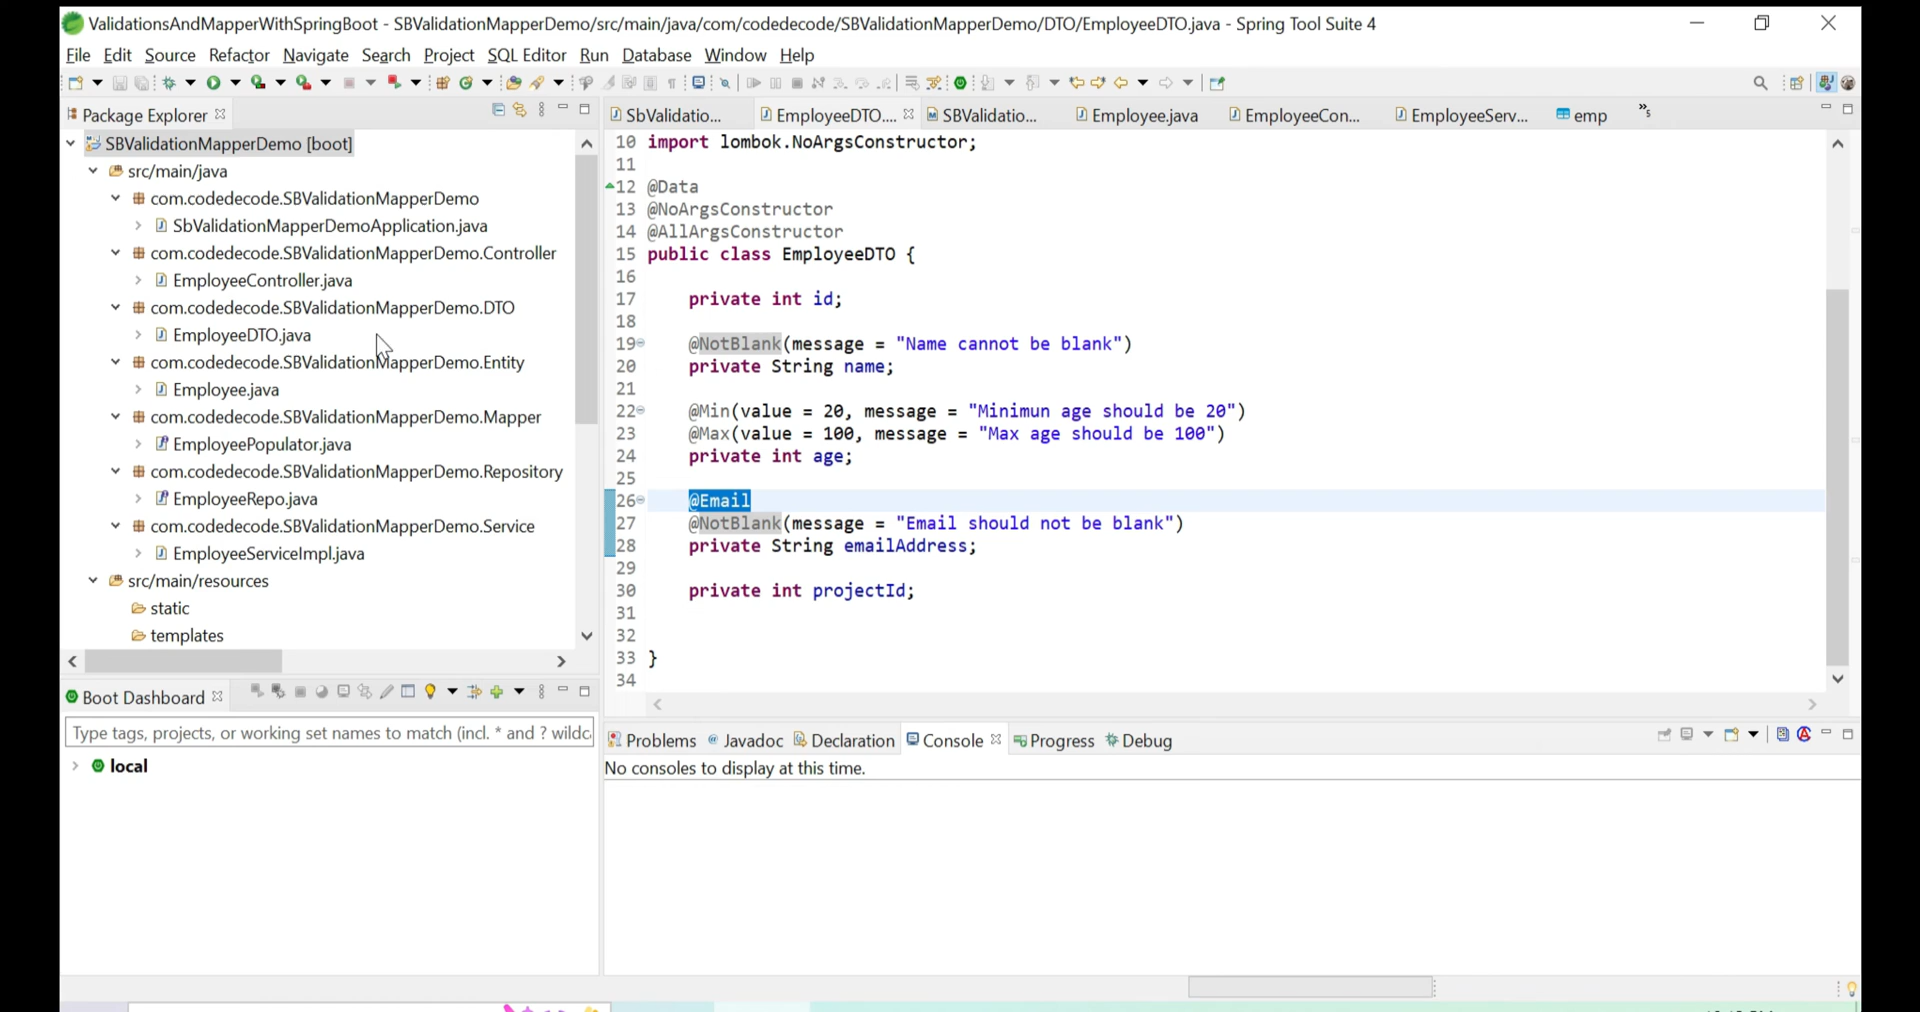 ValidationsAndMapperWithSpringBoot - SBValidationMapperDemo/src/main/java/com/codedecode/SBValidationMapperDemo/DTO/EmployeeDTO.java - Spring Tool Suite 4
File Edit Source Refactor Navigate Search Project SQL Editor Run Database Window Help
Package Explorer
SBValidationMapperDemo [boot]
src/main/java
com.codedecode.SBValidationMapperDemo
SbValidationMapperDemoApplication.java
com.codedecode.SBValidationMapperDemo.Controller
EmployeeController.java
com.codedecode.SBValidationMapperDemo.DTO
EmployeeDTO.java
com.codedecode.SBValidationMapperDemo.Entity
Employee.java
com.codedecode.SBValidationMapperDemo.Mapper
EmployeePopulator.java
com.codedecode.SBValidationMapperDemo.Repository
EmployeeRepo.java
com.codedecode.SBValidationMapperDemo.Service
EmployeeServiceImpl.java
src/main/resources
static
templates
Boot Dashboard
Type tags, projects, or working set names to match (incl. * and ? wildc
local
SbValidatio... EmployeeDTO.... SBValidatio... Employee.java EmployeeCon... EmployeeServ... emp »5
10 import lombok.NoArgsConstructor;
11
12 @Data
13 @NoArgsConstructor
14 @AllArgsConstructor
15 public class EmployeeDTO {
16
17 private int id;
18
19 @NotBlank(message = "Name cannot be blank")
20 private String name;
21
22 @Min(value = 20, message = "Minimun age should be 20")
23 @Max(value = 100, message = "Max age should be 100")
24 private int age;
25
26 @Email
27 @NotBlank(message = "Email should not be blank")
28 private String emailAddress;
29
30 private int projectId;
31
32
33 }
34
Problems @ Javadoc Declaration Console Progress Debug
No consoles to display at this time.